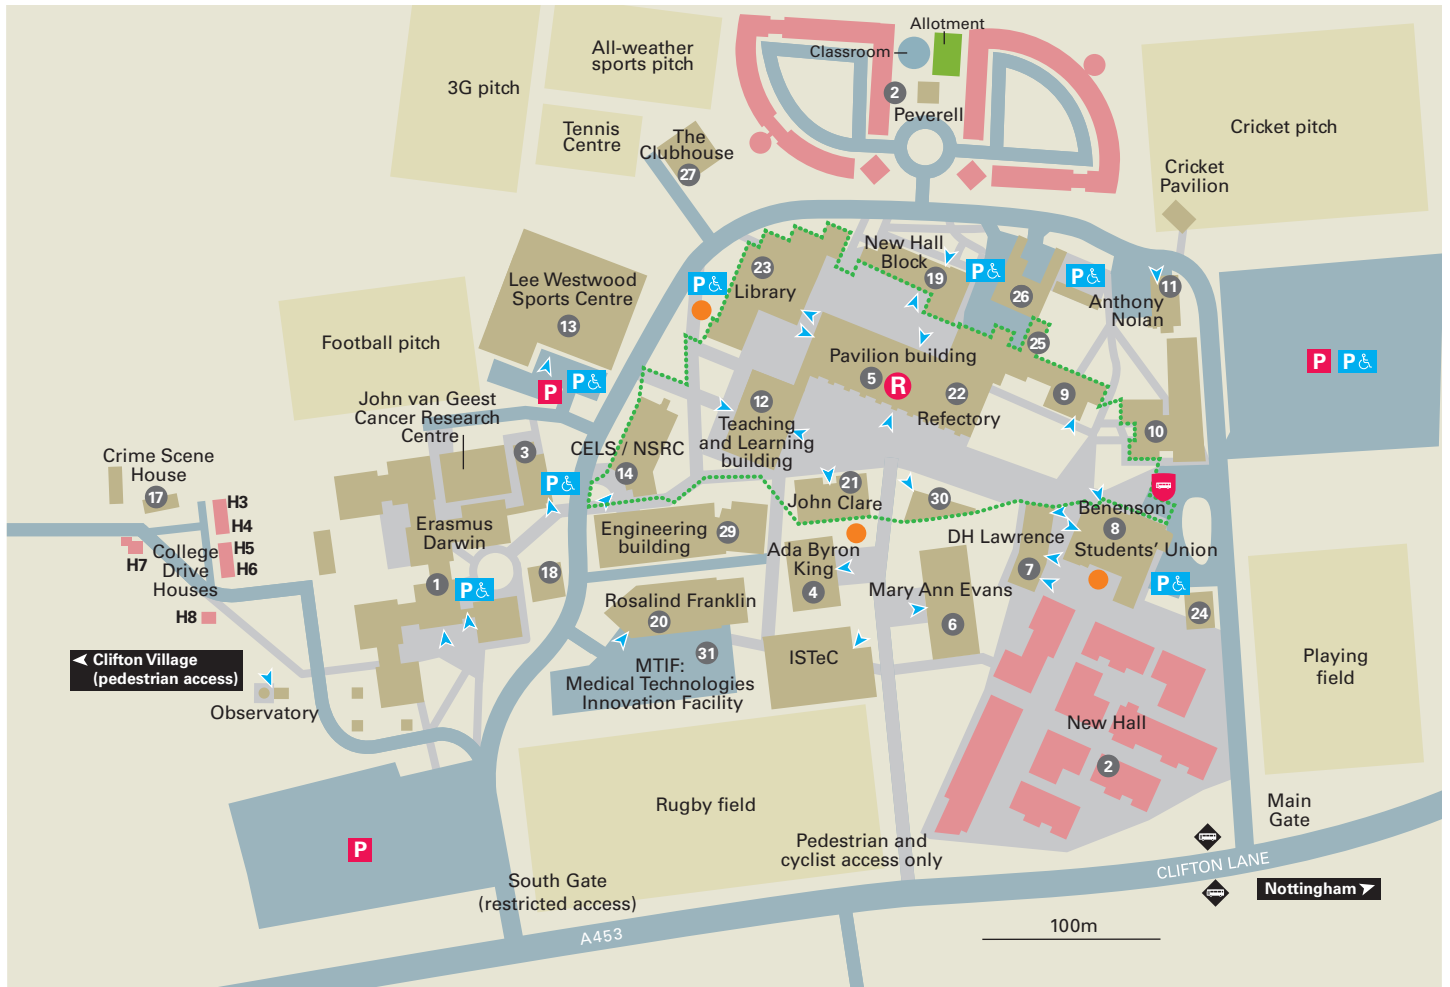 Allotment
Classroom
All-weather
sports pitch
3G pitch
2
Peverell
Tennis
Centre
The
Clubhouse
27
Cricket pitch
Cricket
Pavilion
New Hall
Block
19
23
Library
P
P
P
26
11
Anthony
Nolan
Lee Westwood
Sports Centre
13
Football pitch
25
Pavilion building
5
R
22
Refectory
9
P
P
P
P
John van Geest
Cancer Research
Centre
12
Teaching
and Learning
building
10
Crime Scene
House
17
3
CELS / NSRC
14
P
H3
H4
H5
H6
H7
H8
College
Drive
Houses
Erasmus
Darwin
1
P
18
Engineering
building
29
21
John Clare
30
Benenson
8
Students’ Union
DH Lawrence
7
P
24
Ada Byron
King
4
Mary Ann Evans
6
Rosalind Franklin
20
31
MTIF:
Medical Technologies
Innovation Facility
ISTeC
Clifton Village
(pedestrian access)
Observatory
Playing
field
New Hall
2
Rugby field
P
Main
Gate
Pedestrian and
cyclist access only
CLIFTON LANE
South Gate
(restricted access)
Nottingham
A453
100m